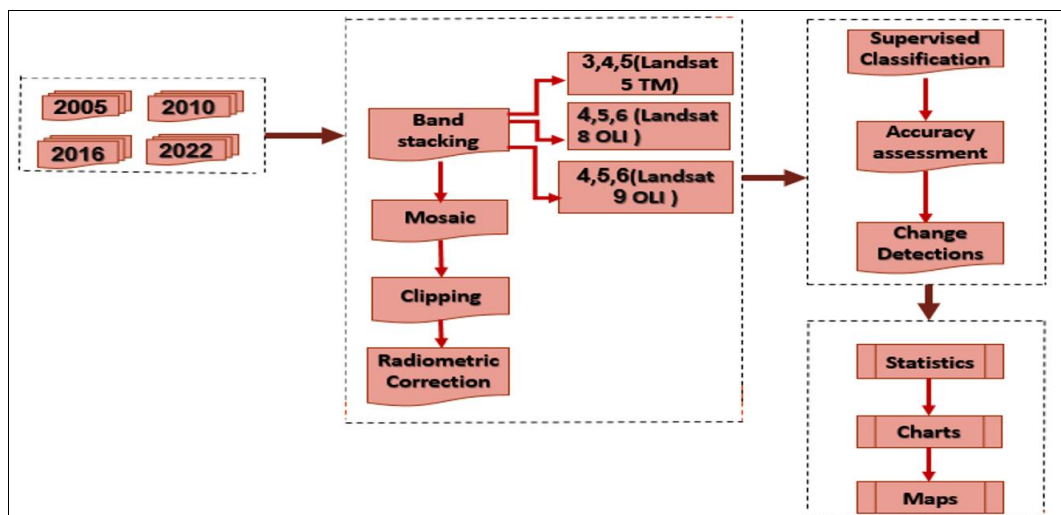 2005
2010
2016
2022
Band
stacking
3,4,5(Landsat
5 TM)
4,5,6 (Landsat
8 OLI )
4,5,6(Landsat
9 OLI )
Mosaic
Clipping
Radiometric
Correction
Supervised
Classification
Accuracy
assessment
Change
Detections
Statistics
Charts
Maps